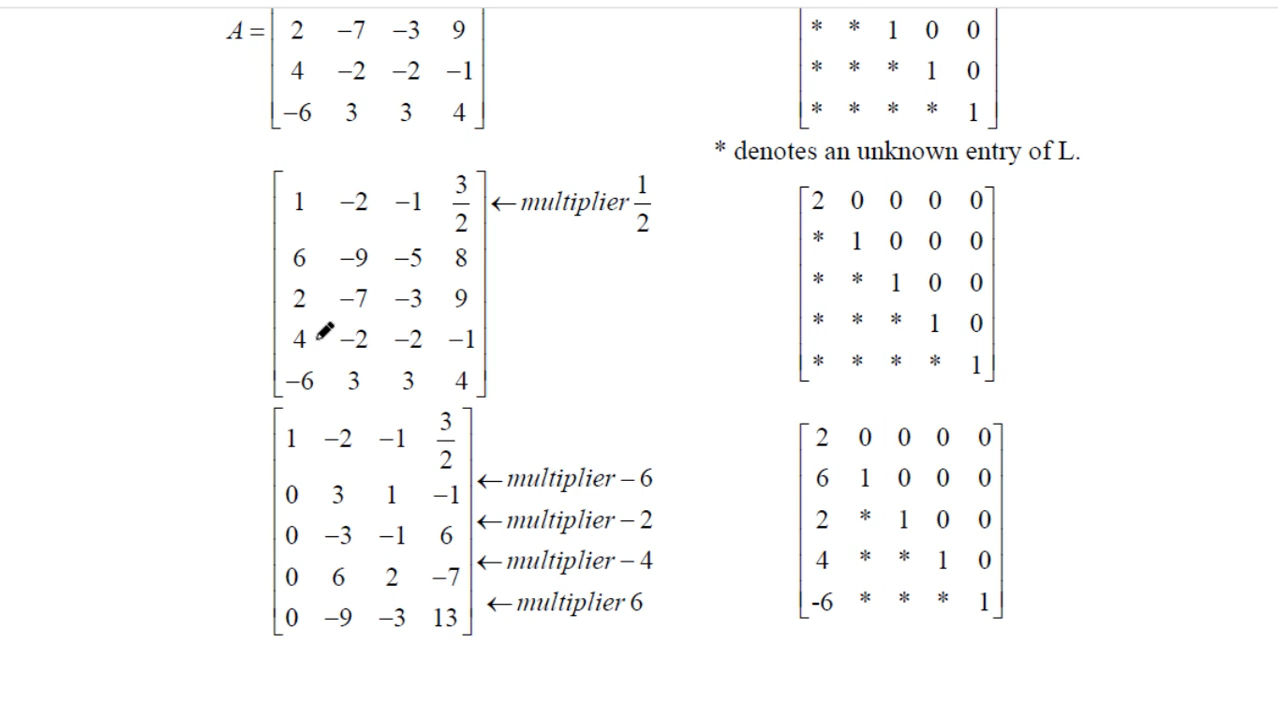 A = 2 −7 −3 9
4 −2 −2 −1
−6 3 3 4
* * 1 0 0
* * * 1 0
* * * * 1
* denotes an unknown entry of L.
1 −2 −1 3/2 ←multiplier 1/2
6 −9 −5 8
2 −7 −3 9
4 −2 −2 −1
−6 3 3 4
2 0 0 0 0
* 1 0 0 0
* * 1 0 0
* * * 1 0
* * * * 1
1 −2 −1 3/2
0 3 1 −1 ←multiplier − 6
0 −3 −1 6 ←multiplier − 2
0 6 2 −7 ←multiplier − 4
0 −9 −3 13 ←multiplier 6
2 0 0 0 0
6 1 0 0 0
2 * 1 0 0
4 * * 1 0
-6 * * * 1